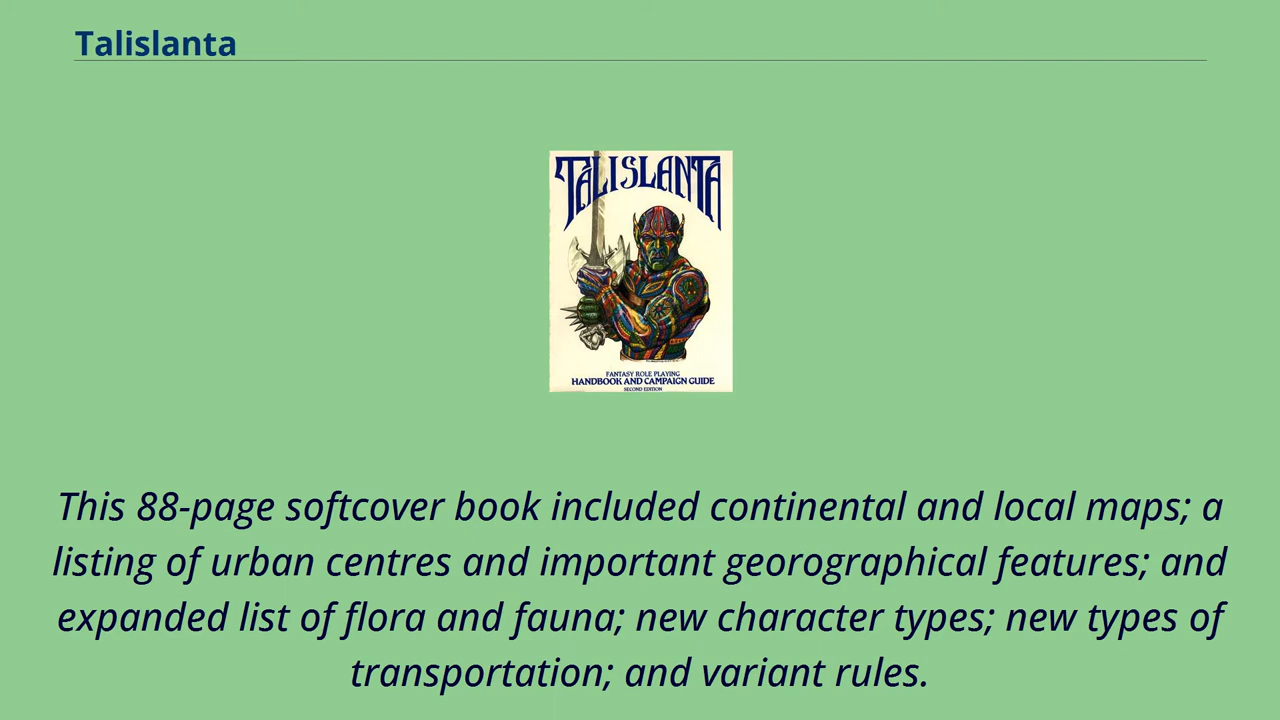 Talislanta
TALISLANTA
FANTASY ROLE PLAYING
HANDBOOK AND CAMPAIGN GUIDE
SECOND EDITION
This 88-page softcover book included continental and local maps; a
listing of urban centres and important georographical features; and
expanded list of flora and fauna; new character types; new types of
transportation; and variant rules.